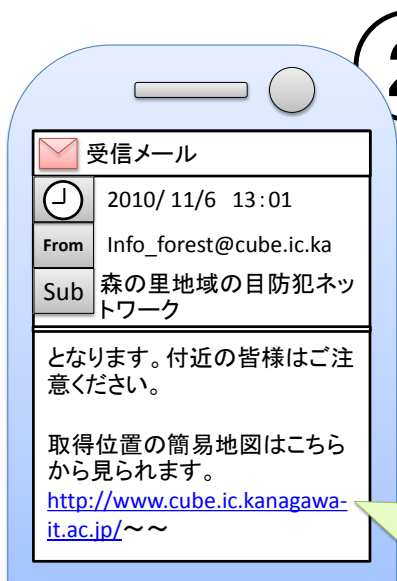 受信メール
2010/ 11/6 13:01
From Info_forest@cube.ic.ka
Sub 森の里地域の目防犯ネッ
トワーク
となります。付近の皆様はご注
意ください。
取得位置の簡易地図はこちら
から見られます。
http://www.cube.ic.kanagawa-
it.ac.jp/～～